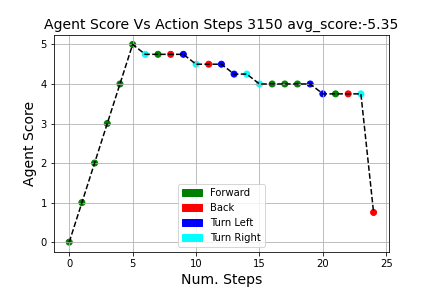 Agent Score Vs Action Steps 3150 avg_score:-5.35
Agent Score
5
4
3
2
1
0
Forward
Back
Turn Left
Turn Right
0 5 10 15 20 25
Num. Steps